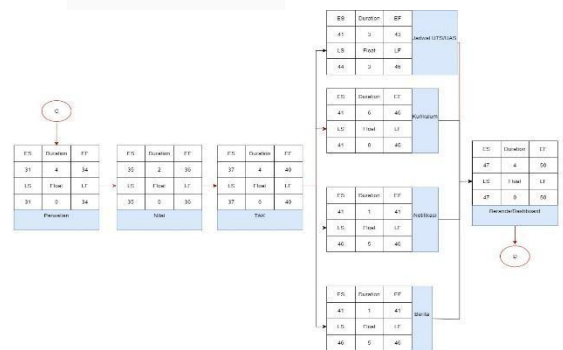 ES Duration EF
41 3 43
LS Float LF Jadwal UTS/UAS
44 3 46
C
ES Duration EF
41 6 46
LS Float LF Kurikulum
41 0 46
ES Duration EF
31 4 34
LS Float LF
31 0 34
ES Duration EF
35 2 36
LS Float LF
35 0 36
Nilai
ES Duration EF
37 4 40
LS Float LF
37 0 40
ES Duration EF
47 4 50
LS Float LF
47 0 50
Beranda/Dashboard
ES Duration EF
41 1 41
LS Float LF Notifikasi
46 5 46
D
ES Duration EF
41 1 41
LS Float LF Berita
46 5 46